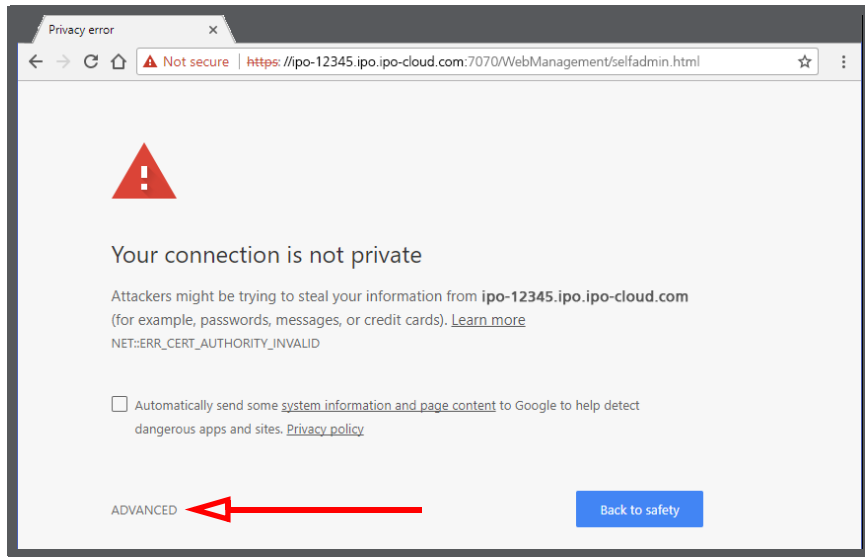 Privacy error
Not secure https://ipo-12345.ipo.ipo-cloud.com:7070/WebManagement/selfadmin.html
Your connection is not private
Attackers might be trying to steal your information from ipo-12345.ipo.ipo-cloud.com
(for example, passwords, messages, or credit cards). Learn more
NET::ERR_CERT_AUTHORITY_INVALID
Automatically send some system information and page content to Google to help detect
dangerous apps and sites. Privacy policy
ADVANCED Back to safety